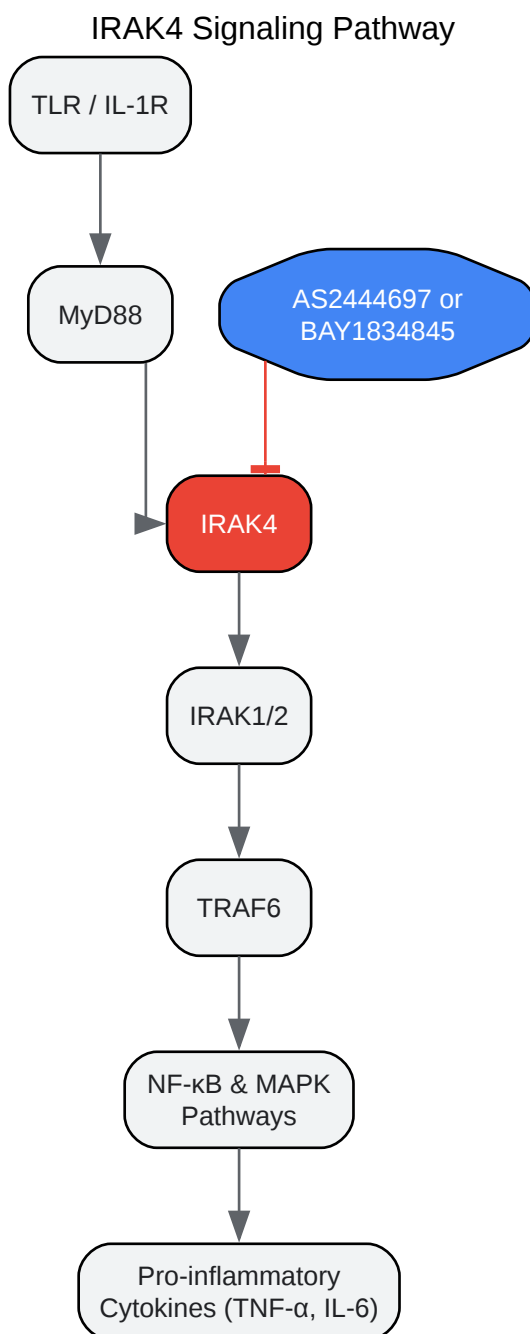 IRAK4 Signaling Pathway
TLR / IL-1R
MyD88
AS2444697 or
BAY1834845
IRAK4
IRAK1/2
TRAF6
NF-κB & MAPK
Pathways
Pro-inflammatory
Cytokines (TNF-α, IL-6)